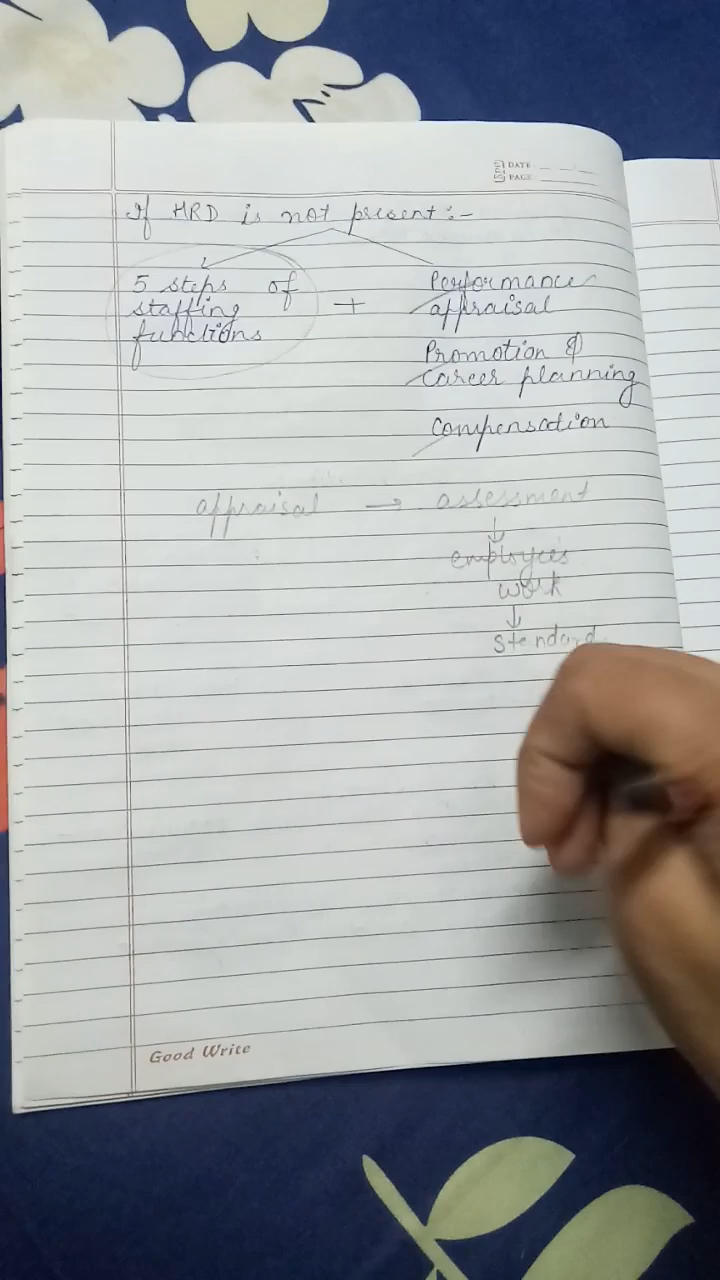 DATE
PAGE
If HRD is not present :-
5 steps of
staffing
functions
+
Performance
appraisal
Promotion &
career planning
Compensation
appraisal → assessment
↓
employees
work
↓
standard
Good Write